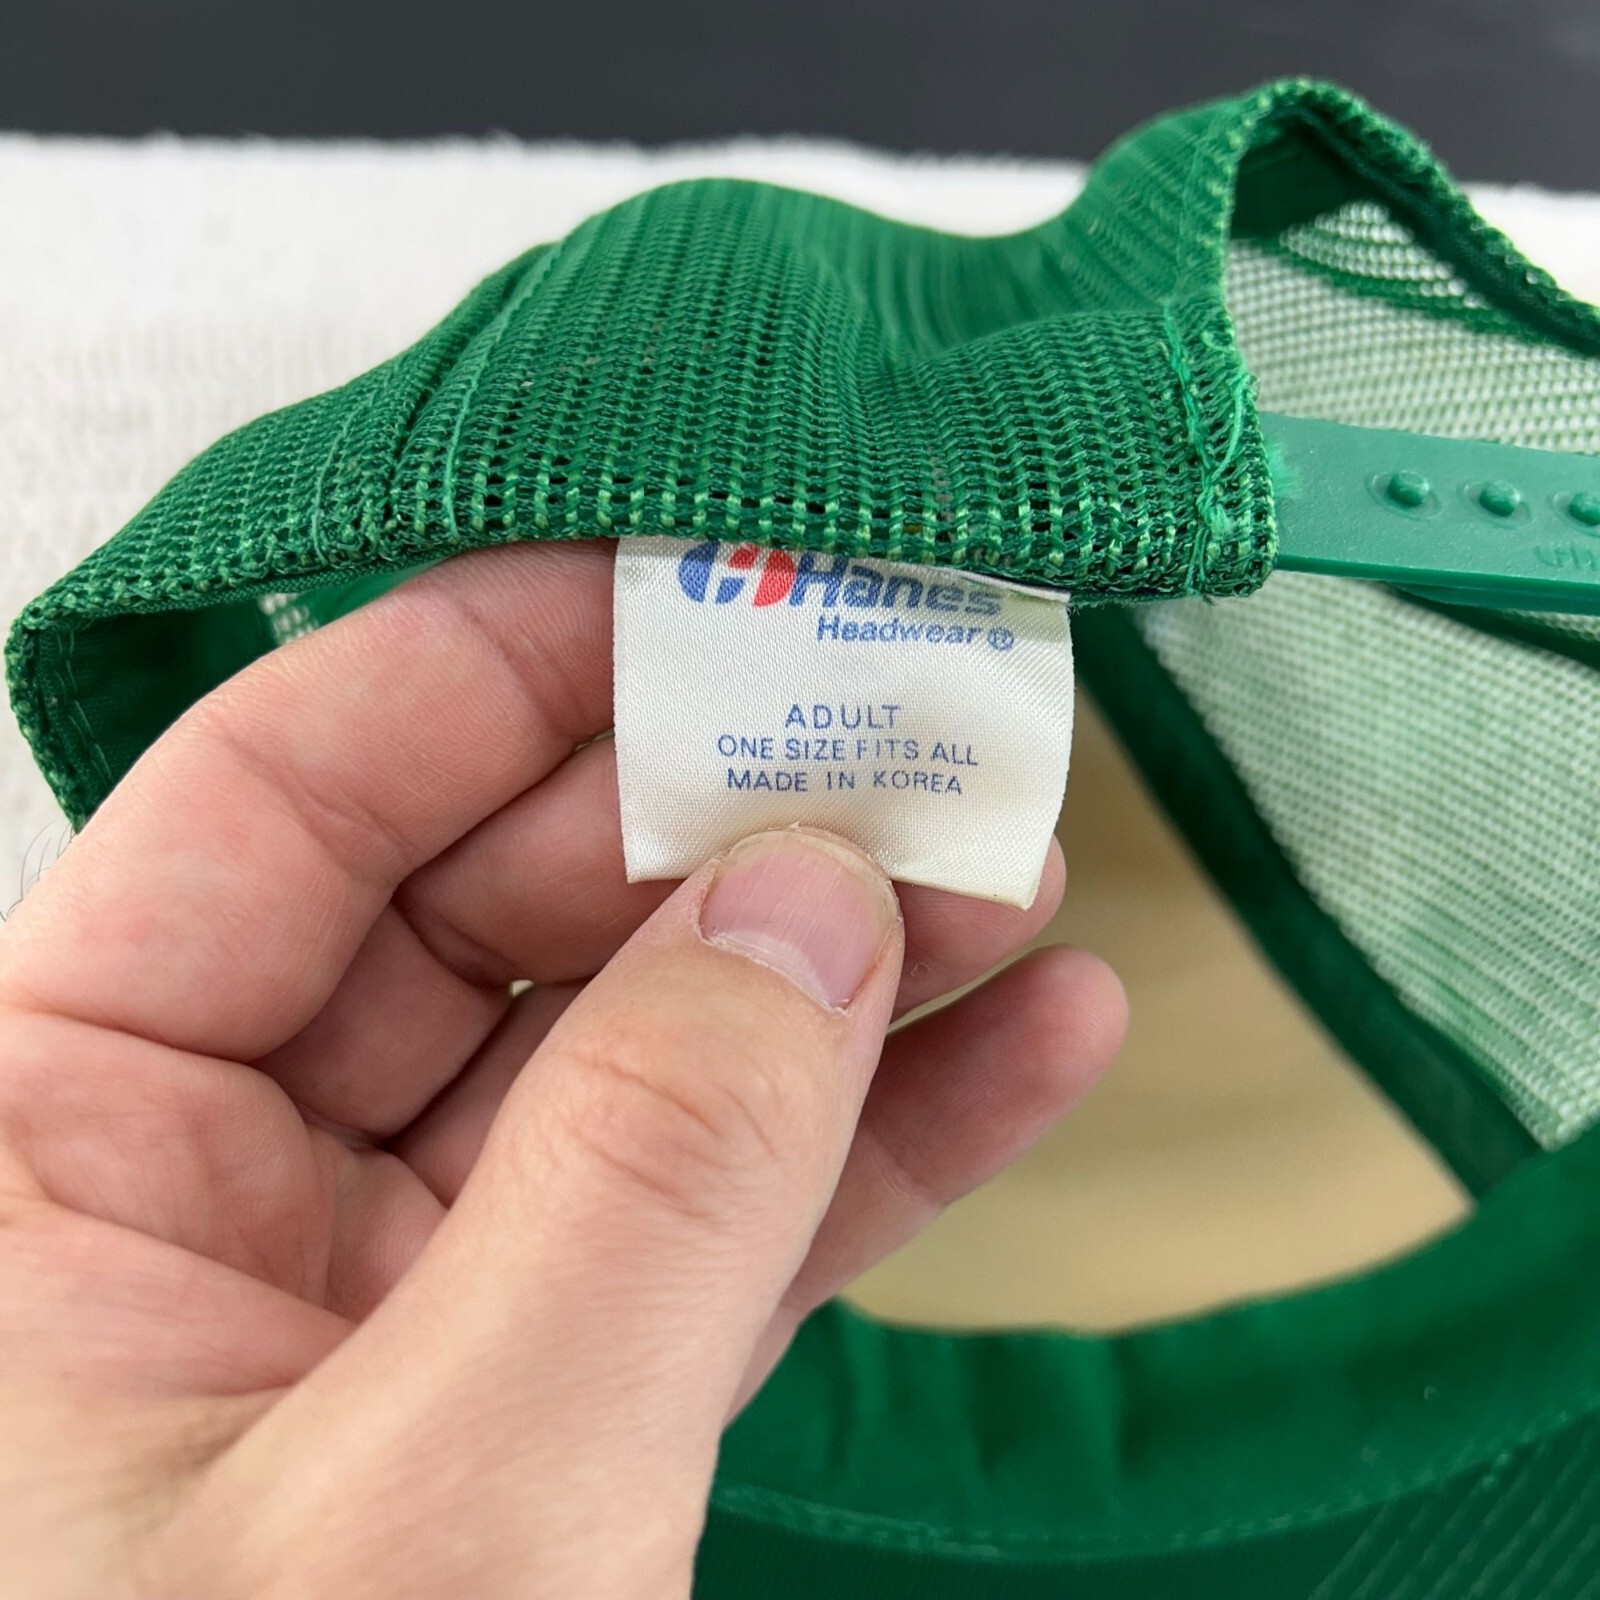 Hanes
Headwear®
ADULT
ONE SIZE FITS ALL
MADE IN KOREA